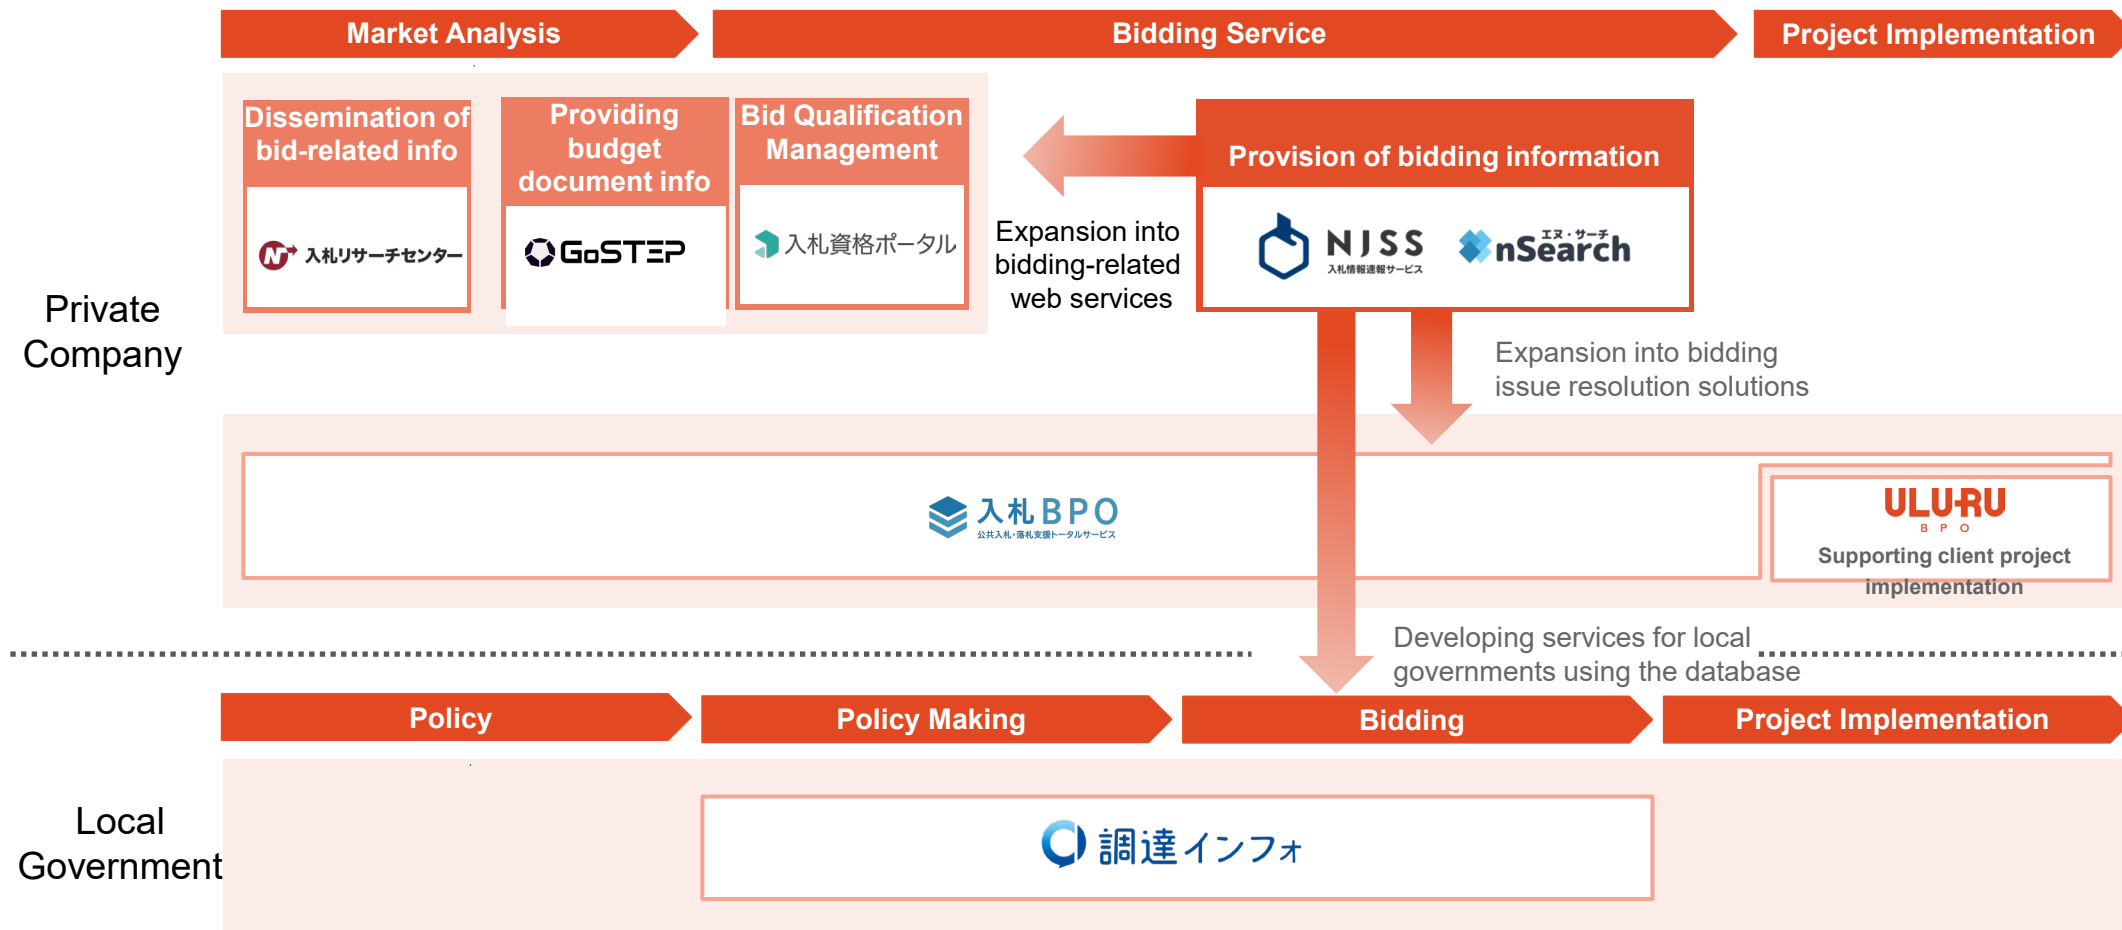 Market Analysis
Bidding Service
Project Implementation
Private
Company
Dissemination of
bid-related info
入札リサーチセンター
Providing
budget
document info
GoSTEP
Bid Qualification
Management
入札資格ポータル
Expansion into
bidding-related
web services
Provision of bidding information
NJSS
入札情報速報サービス
エヌ・サーチ
nSearch
Expansion into bidding
issue resolution solutions
入札BPO
公共入札・落札支援トータルサービス
ULURU
BPO
Supporting client project
implementation
Developing services for local
governments using the database
Policy
Policy Making
Bidding
Project Implementation
Local
Government
調達インフォ